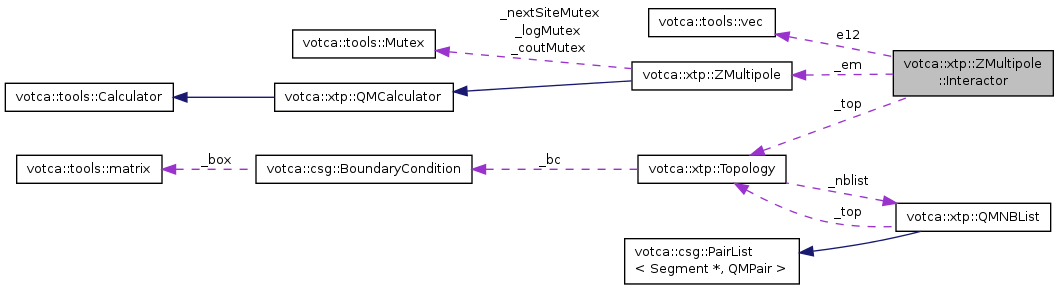 _nextSiteMutex
_logMutex
_coutMutex
votca::tools::vec
e12
votca::tools::Mutex
votca::xtp::ZMultipole
::Interactor
_em
votca::xtp::ZMultipole
votca::tools::Calculator
votca::xtp::QMCalculator
_top
votca::tools::matrix
_box
votca::csg::BoundaryCondition
_bc
votca::xtp::Topology
_nblist
_top
votca::xtp::QMNBList
votca::csg::PairList
< Segment *, QMPair >